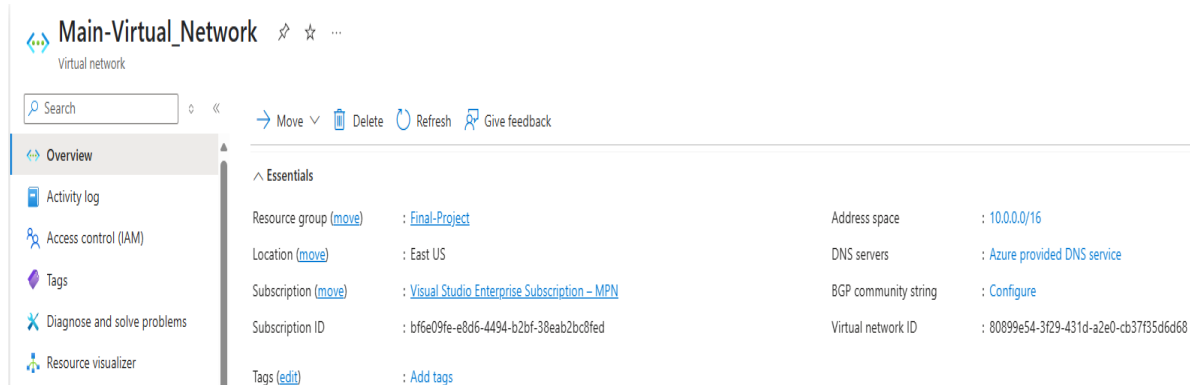 Main-Virtual_Network
Virtual network
Search
Overview
Activity log
Access control (IAM)
Tags
Diagnose and solve problems
Resource visualizer
Move
Delete
Refresh
Give feedback
Essentials
Resource group (move) : Final-Project
Location (move) : East US
Subscription (move) : Visual Studio Enterprise Subscription – MPN
Subscription ID : bf6e09fe-e8d6-4494-b2bf-38eab2bc8fed
Tags (edit) : Add tags
Address space : 10.0.0.0/16
DNS servers : Azure provided DNS service
BGP community string : Configure
Virtual network ID : 80899e54-3f29-431d-a2e0-cb37f35d6d68